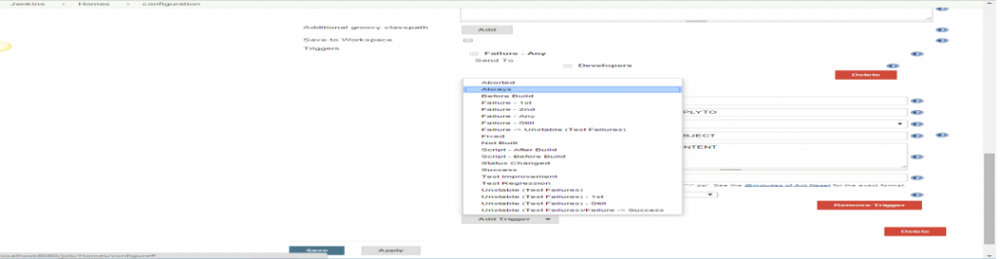 Jenkins > Homes > configuration
Additional groovy classpath
Add
Save to Workspace
Triggers
Failure - Any
Send To
Developers
Delete
Aborted
Always
Before Build
Failure - 1st
Failure - 2nd
Failure - Any
Failure - Still
Failure -> Unstable (Test Failures)
Fixed
Not Built
Script - After Build
Script - Before Build
Status Changed
Success
Test Improvement
Test Regression
Unstable (Test Failures)
Unstable (Test Failures) - 1st
Unstable (Test Failures) - Still
Unstable (Test Failures)/Failure -> Success
PLYTO
BJECT
NTENT
See the @includes of Ant fileset for the exact format.
Remove Trigger
Add Trigger
Delete
Save
Apply
localhost:8080/job/Homes/configure#